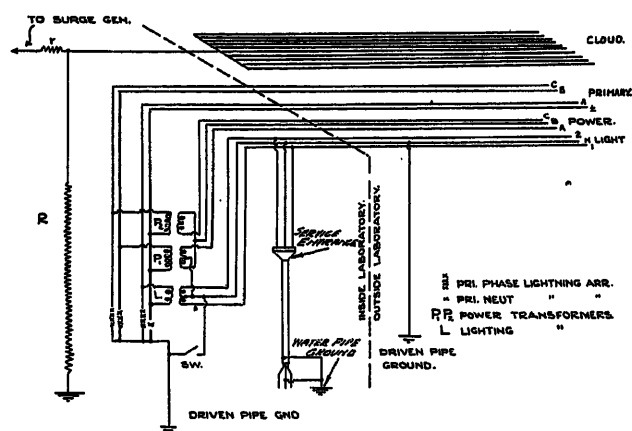 TO SURGE GEN.
r
CLOUD.
C
B
PRIMARY
A
C
B POWER.
A
2
N LIGHT
1
R
P₁
P₂
L
SERVICE
ENTRANCE
INSIDE LABORATORY.
OUTSIDE LABORATORY.
PRI. PHASE LIGHTNING ARR.
PRI. NEUT " "
P₁P₂ POWER TRANSFORMERS
L LIGHTING "
WATER PIPE
GROUND
SW.
DRIVEN PIPE
GROUND.
DRIVEN PIPE GND